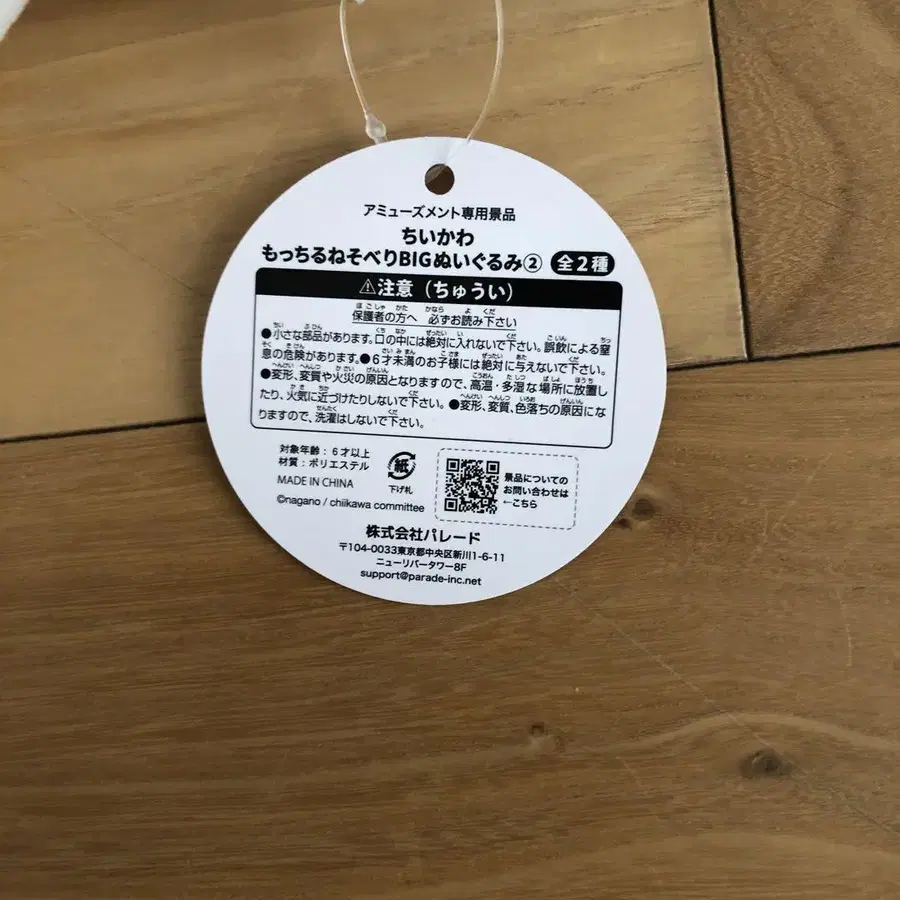 アミューズメント専用景品
ちいかわ
もっちるねそべりBIGぬいぐるみ② 全2種
⚠注意（ちゅうい）
保護者の方へ 必ずお読み下さい
●小さな部品があります。口の中には絶対に入れないで下さい。誤飲による窒
息の危険があります。●6才未満のお子様には絶対に与えないで下さい。
●変形、変質や火災の原因となりますので、高温・多湿な場所に放置し
たり、火気に近づけたりしないで下さい。●変形、変質、色落ちの原因にな
りますので、洗濯はしないで下さい。
対象年齢：6才以上
材質：ポリエステル
MADE IN CHINA
©nagano / chiikawa committee
紙
下げ札
景品についての
お問い合わせは
←こちら
株式会社パレード
〒104-0033東京都中央区新川1-6-11
ニューリバータワー8F
support@parade-inc.net